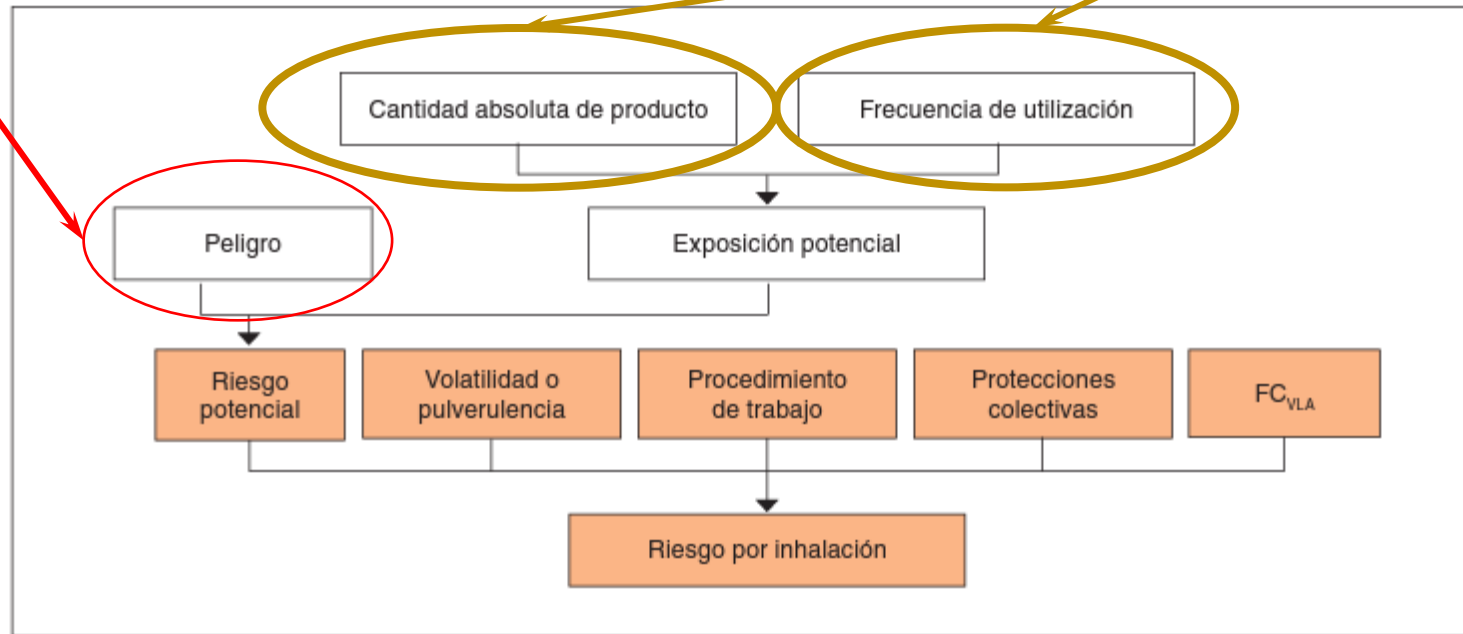 Cantidad absoluta de producto
Frecuencia de utilización
Peligro
Exposición potencial
Riesgo
potencial
Volatilidad o
pulverulencia
Procedimiento
de trabajo
Protecciones
colectivas
FCVLA
Riesgo por inhalación